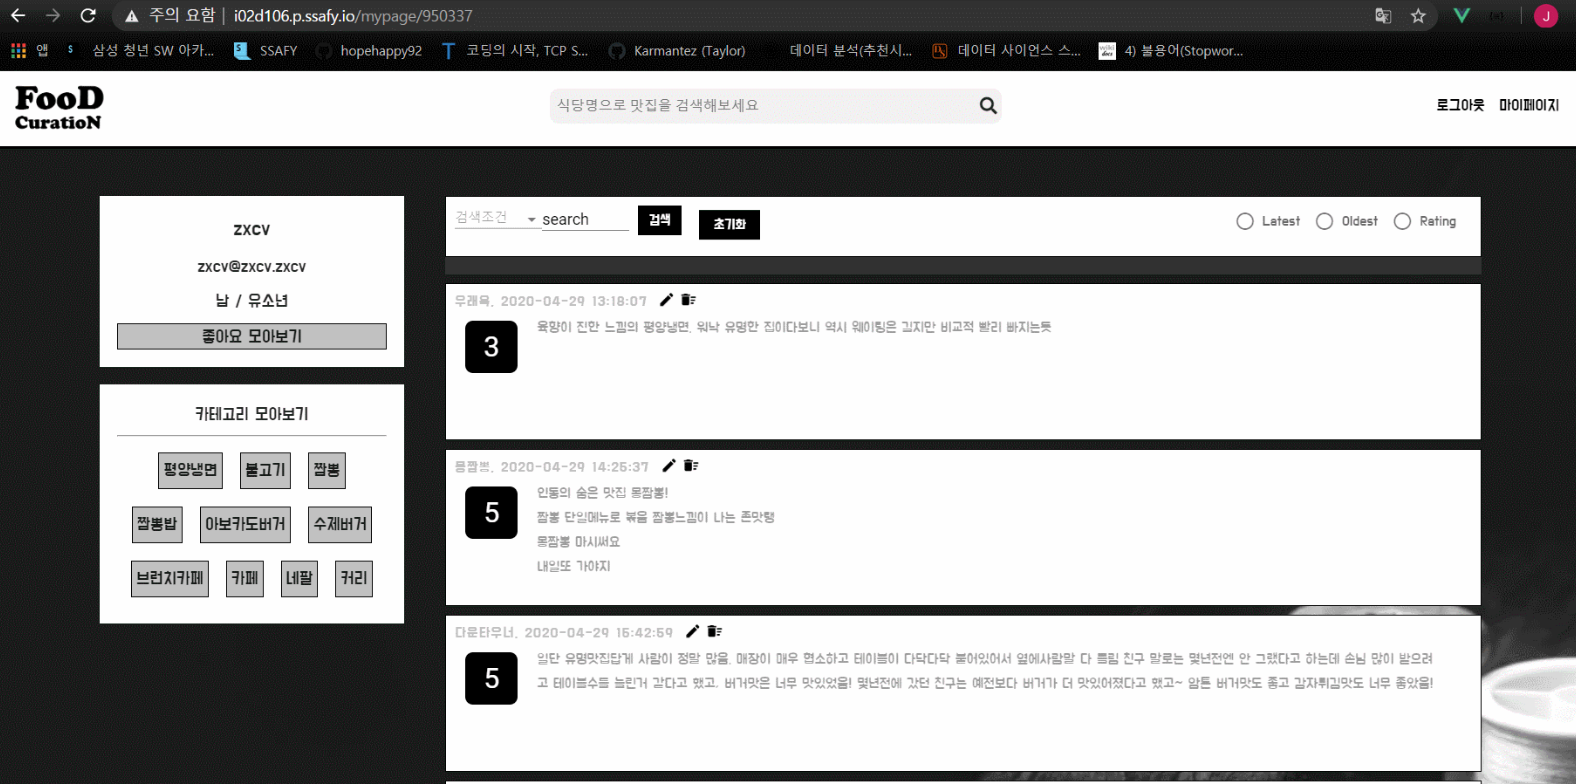 주의 요함 | i02d106.p.ssafy.io/mypage/950337
J
앱
S 삼성 청년 SW 아카...
SSAFY
hopehappy92
코딩의 시작, TCP S...
Karmantez (Taylor)
데이터 분석(추천시...
데이터 사이언스 스...
4) 불용어(Stopwor...
FooD
CuratioN
식당명으로 맛집을 검색해보세요
로그아웃 마이페이지
zxcv
zxcv@zxcv.zxcv
남 / 유소년
좋아요 모아보기
카테고리 모아보기
평양냉면 불고기 짬뽕
짬뽕밥 아보카도버거 수제버거
브런치카페 카페 네팔 커리
검색조건 search 검색 초기화
Latest Oldest Rating
우래옥, 2020-04-29 13:18:07
3
육향이 진한 느낌의 평양냉면. 워낙 유명한 집이다보니 역시 웨이팅은 길지만 비교적 빨리 빠지는듯
몽짬뽕, 2020-04-29 14:25:37
5
인동의 숨은 맛집 몽짬뽕!
짬뽕 단일메뉴로 볶음 짬뽕느낌이 나는 존맛탱
몽짬뽕 마시써요
내일또 가야지
다운타우너, 2020-04-29 15:42:59
5
일단 유명맛집답게 사람이 정말 많음. 매장이 매우 협소하고 테이블이 다닥다닥 붙어있어서 옆에사람말 다 들림 친구 말로는 몇년전엔 안 그랬다고 하는데 손님 많이 받으려
고 테이블수를 늘린거 같다고 했고. 버거맛은 너무 맛있었음! 몇년전에 갔던 친구는 예전보다 버거가 더 맛있어졌다고 했고~ 암튼 버거맛도 좋고 감자튀김맛도 너무 좋았음!